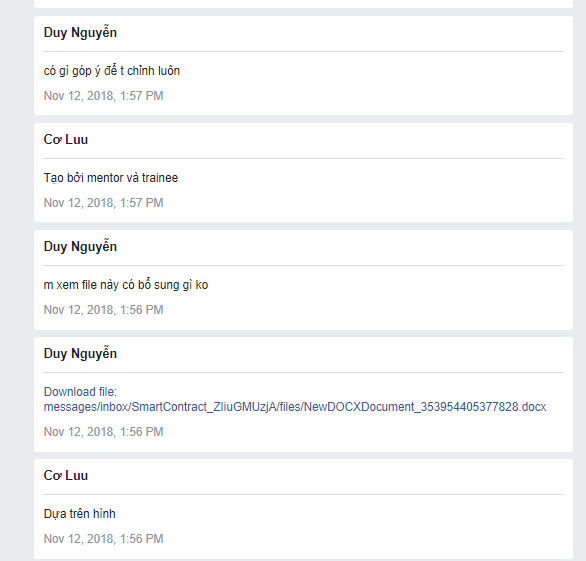 Duy Nguyễn
có gì góp ý để t chỉnh luôn
Nov 12, 2018, 1:57 PM
Cơ Luu
Tạo bởi mentor và trainee
Nov 12, 2018, 1:57 PM
Duy Nguyễn
m xem file này có bổ sung gì ko
Nov 12, 2018, 1:56 PM
Duy Nguyễn
Download file:
messages/inbox/SmartContract_ZliuGMUzjA/files/NewDOCXDocument_353954405377828.docx
Nov 12, 2018, 1:56 PM
Cơ Luu
Dựa trên hình
Nov 12, 2018, 1:56 PM